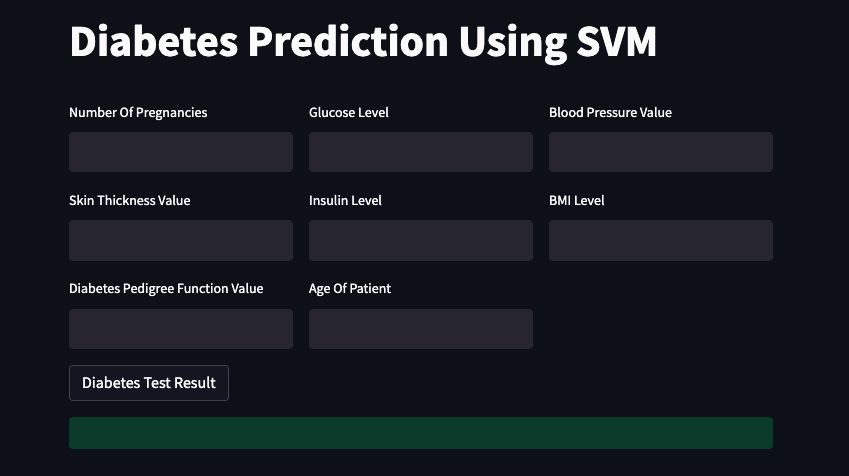 Diabetes Prediction Using SVM
Number Of Pregnancies
Glucose Level
Blood Pressure Value
Skin Thickness Value
Insulin Level
BMI Level
Diabetes Pedigree Function Value
Age Of Patient
Diabetes Test Result